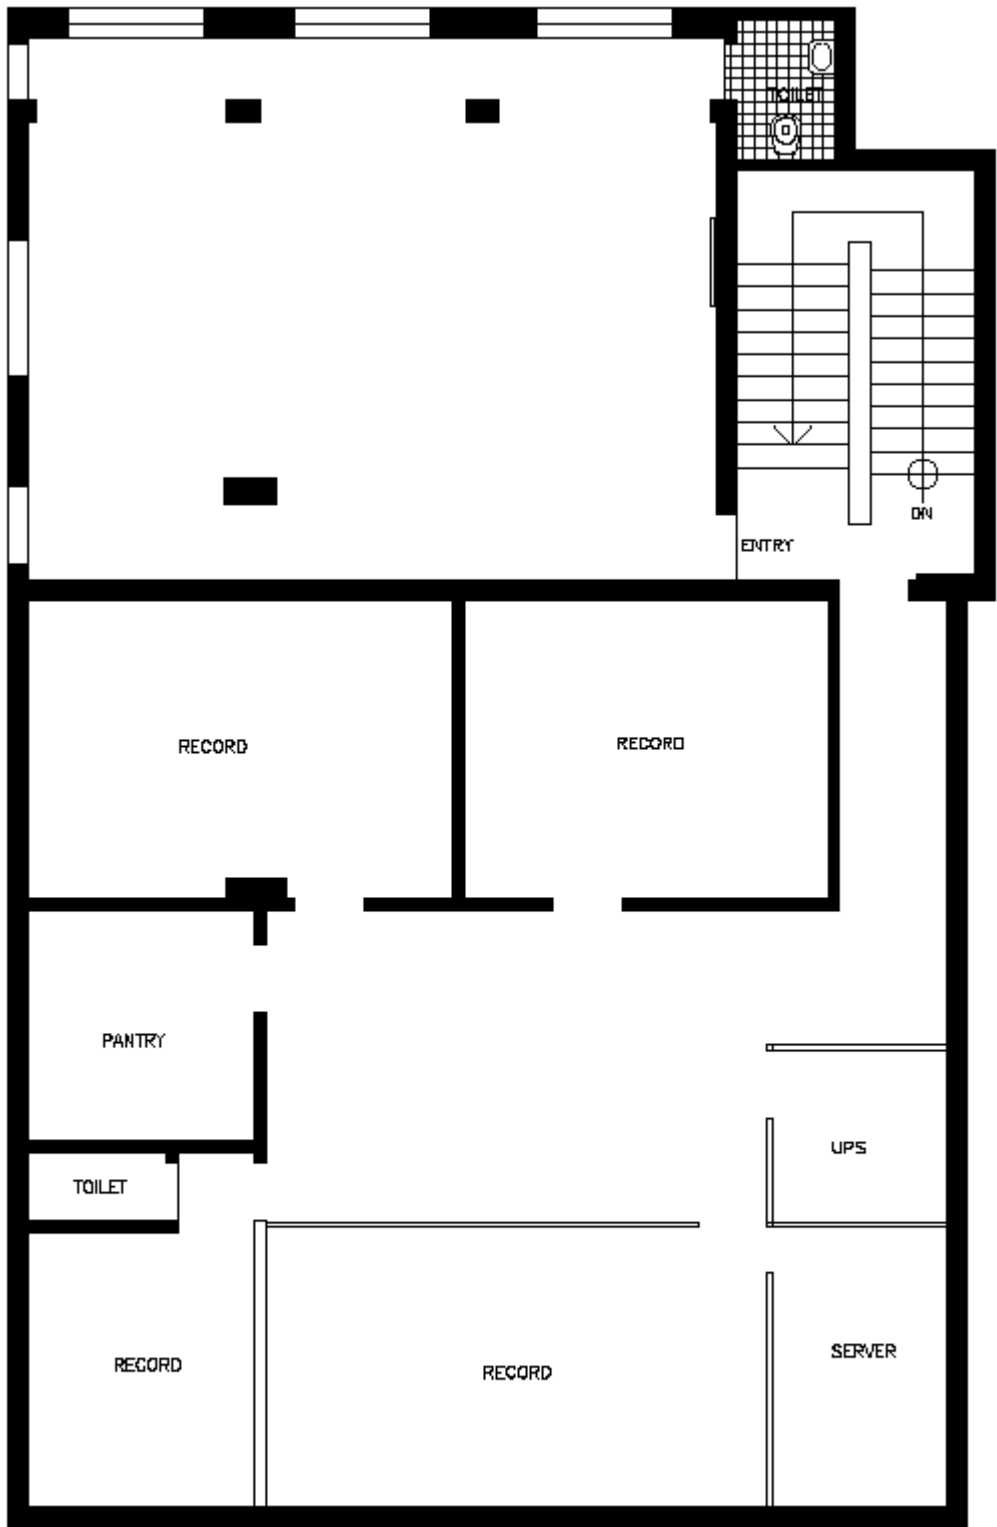 TOILET
DN
ENTRY
RECORD
RECORD
PANTRY
UPS
TOILET
SERVER
RECORD
RECORD